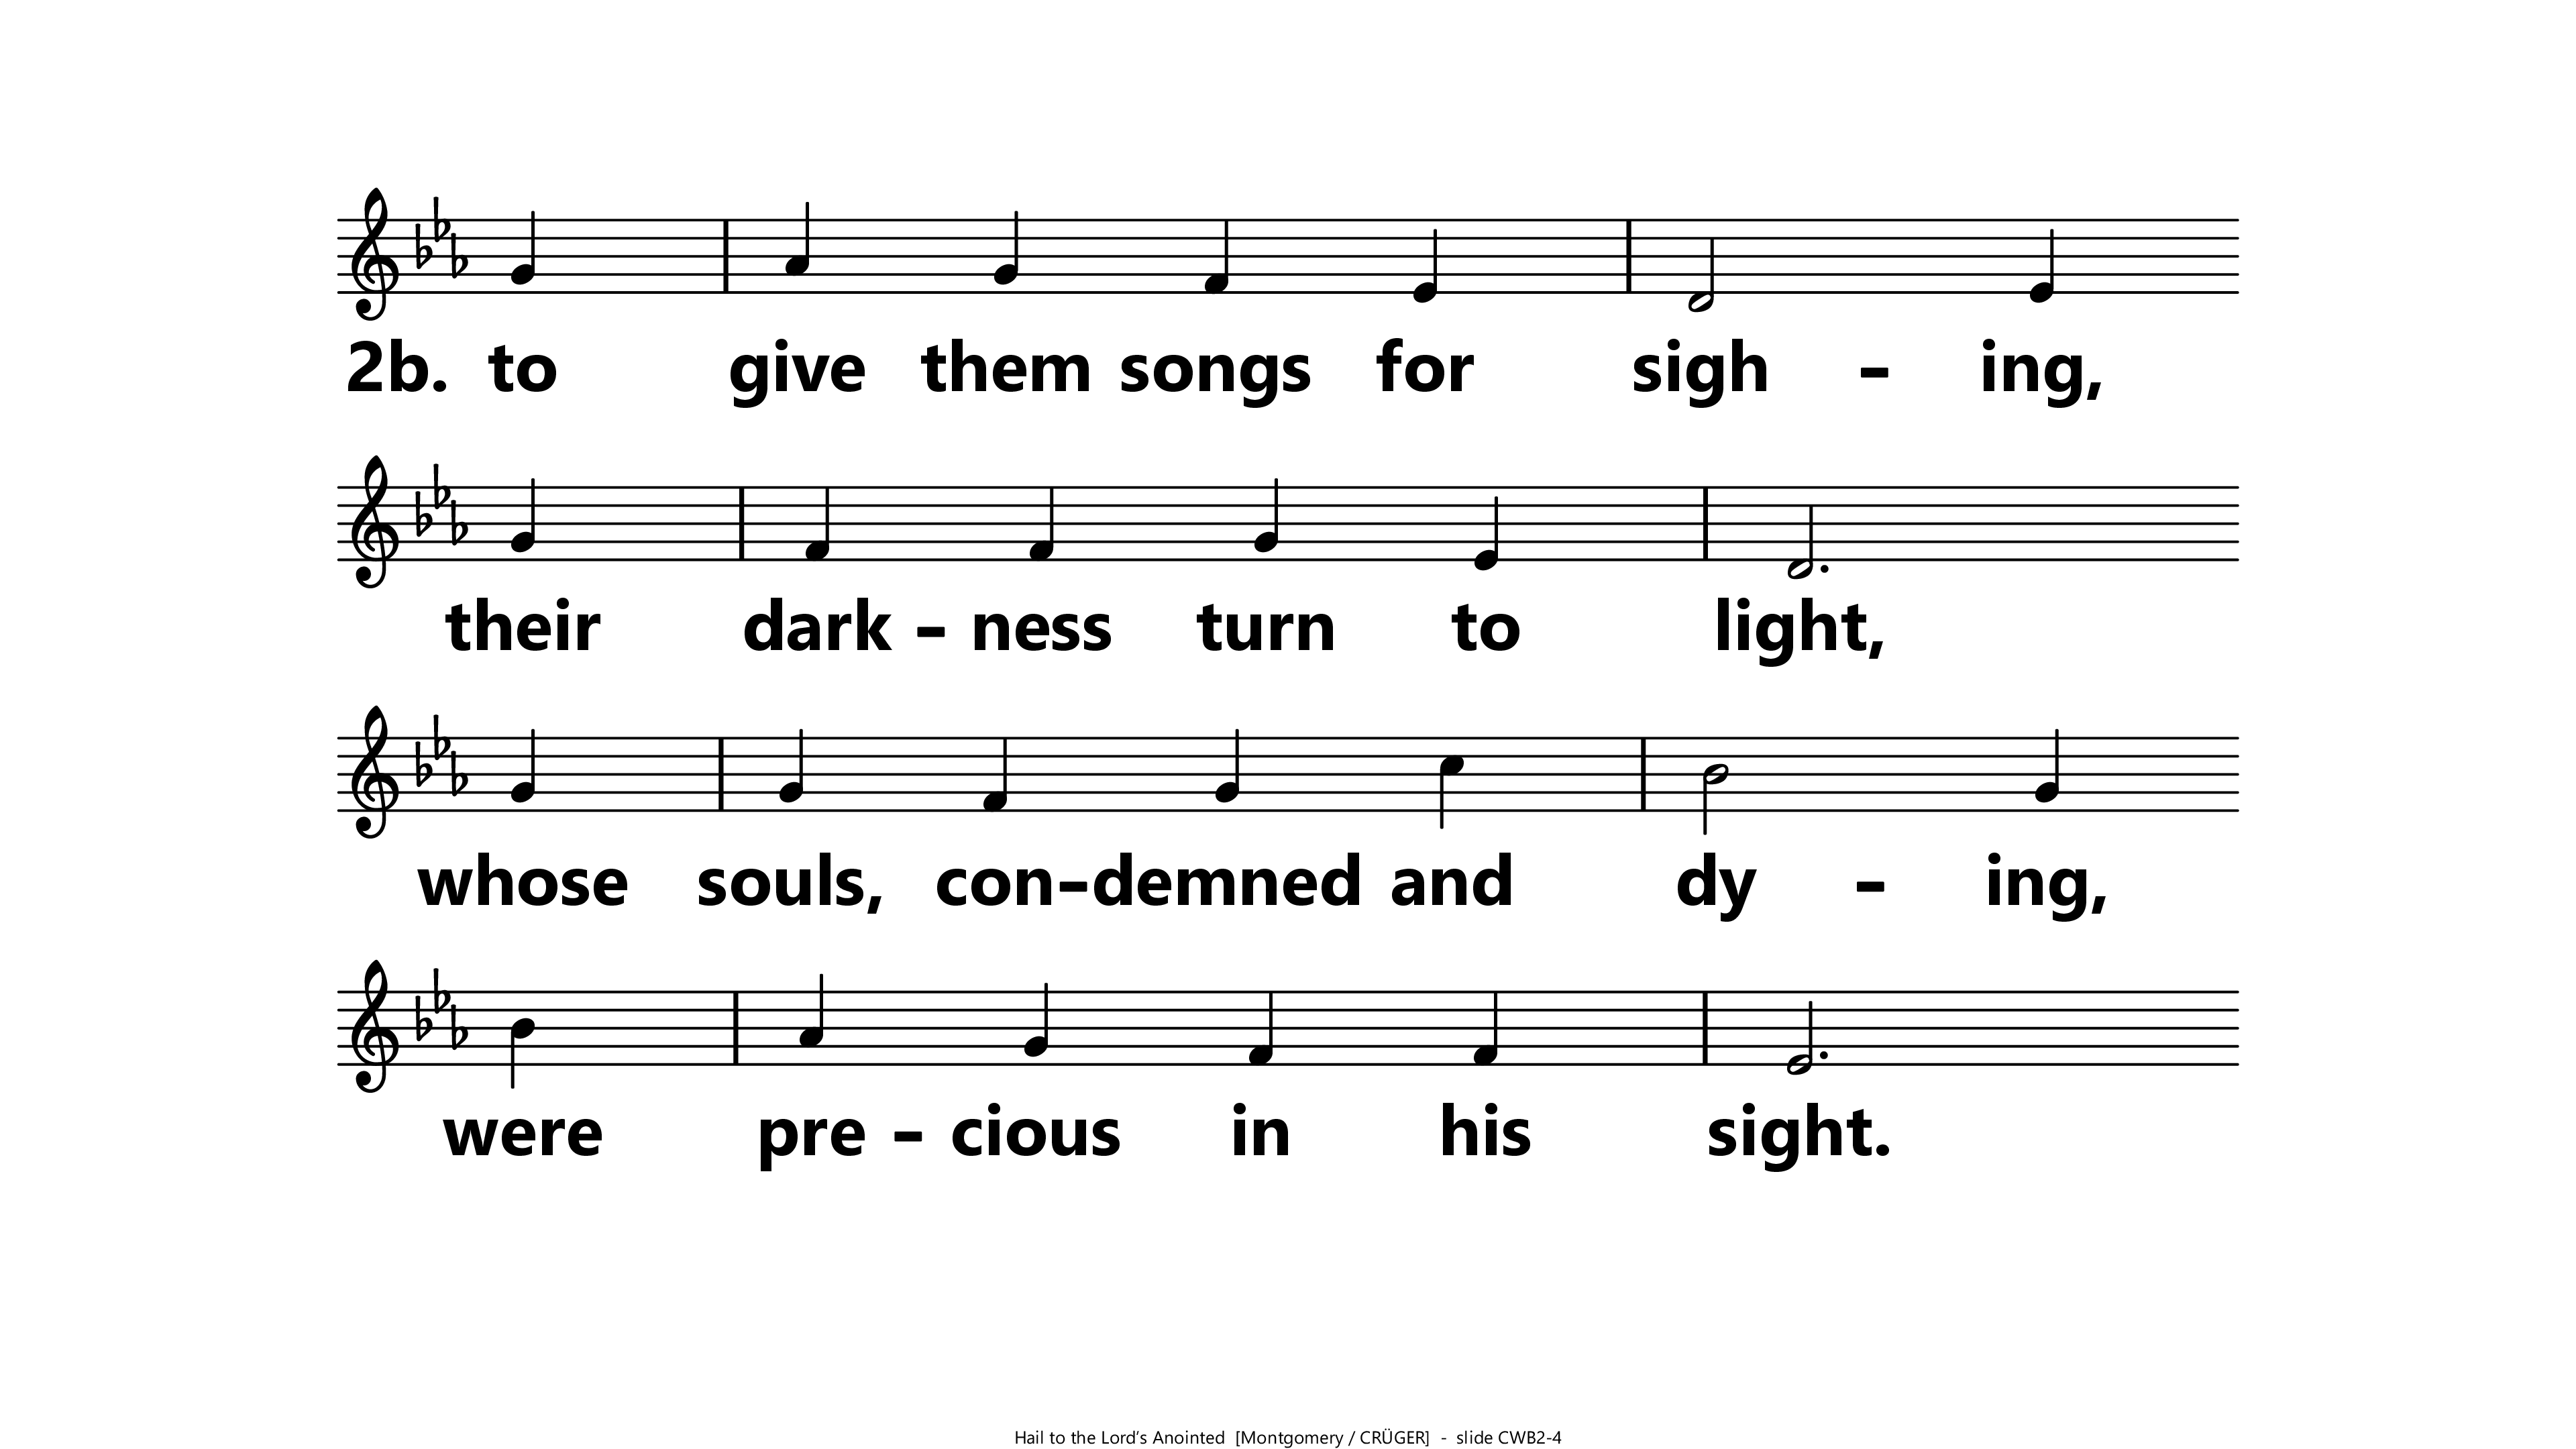 2b. to give them songs for sigh - ing,
their dark - ness turn to light,
whose souls, con-demned and dy - ing,
were pre - cious in his sight.
Hail to the Lord's Anointed [Montgomery / CRÜGER] - slide CWB2-4